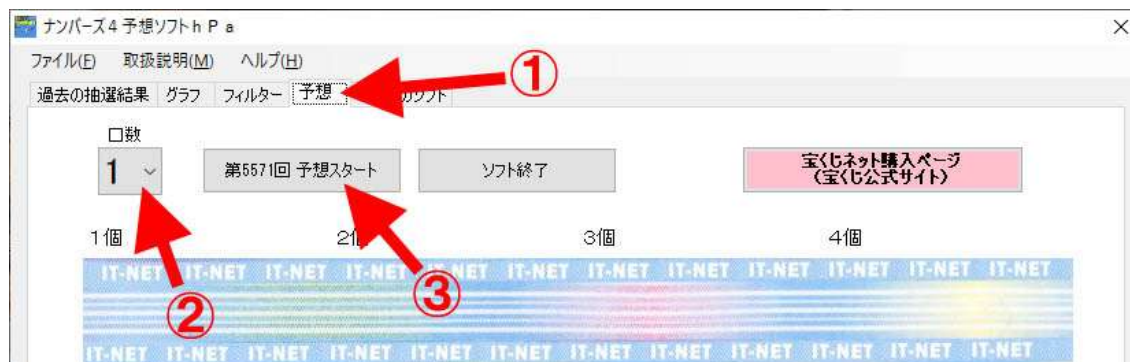 ナンバーズ4 予想ソフトhPa
ファイル(F) 取扱説明(M) ヘルプ(H)
①
過去の抽選結果 グラフ フィルター 予想 ソフト
口数
1 第5571回 予想スタート ソフト終了 宝くじネット購入ページ
(宝くじ公式サイト)
1個 2個 3個 4個
IT-NET IT-NET IT-NET IT-NET IT-NET IT-NET IT-NET IT-NET IT-NET IT-NET IT-NET
② ③
IT-NET IT-NET IT-NET IT-NET IT-NET IT-NET IT-NET IT-NET IT-NET IT-NET IT-NET IT-NET